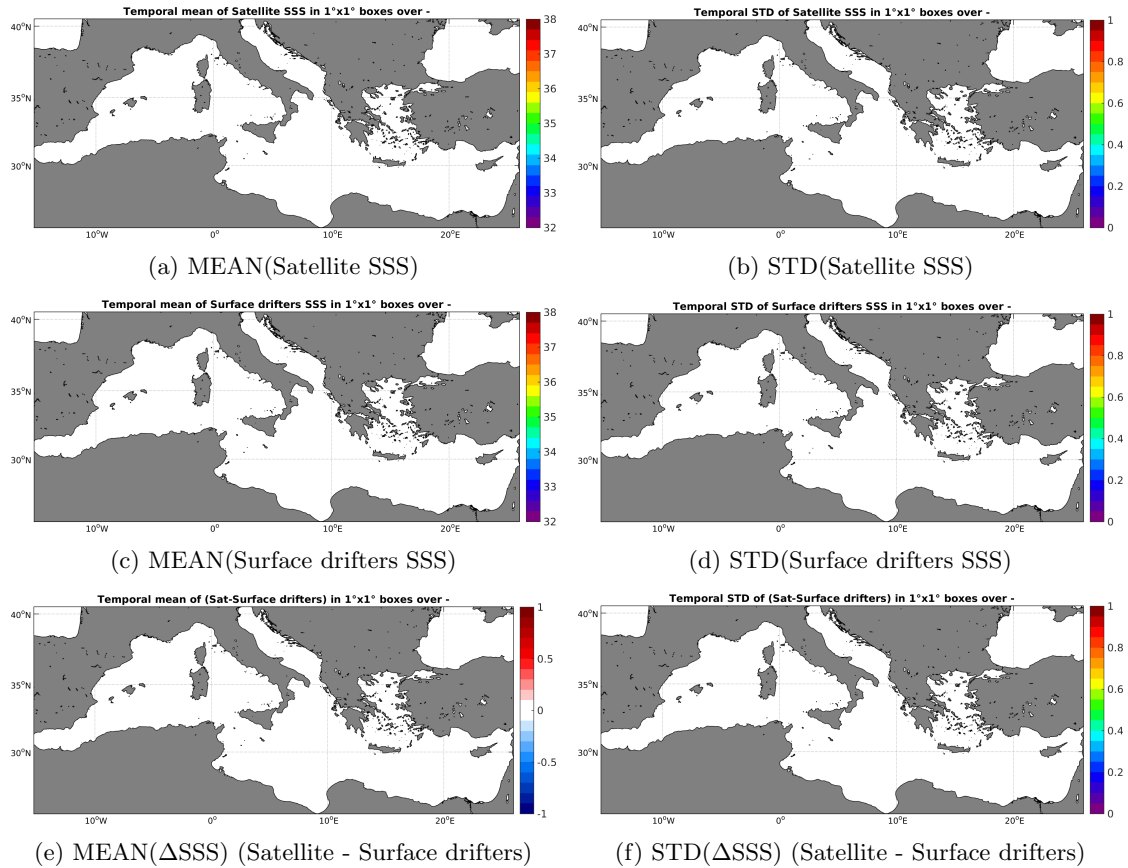 Temporal mean of Satellite SSS in 1°x1° boxes over -
40°N
35°N
30°N
10°W
0°
10°E
20°E
38
37
36
35
34
33
32
(a) MEAN(Satellite SSS)
Temporal STD of Satellite SSS in 1°x1° boxes over -
40°N
35°N
30°N
10°W
0°
10°E
20°E
1
0.8
0.6
0.4
0.2
0
(b) STD(Satellite SSS)
Temporal mean of Surface drifters SSS in 1°x1° boxes over -
40°N
35°N
30°N
10°W
0°
10°E
20°E
38
37
36
35
34
33
32
(c) MEAN(Surface drifters SSS)
Temporal STD of Surface drifters SSS in 1°x1° boxes over -
40°N
35°N
30°N
10°W
0°
10°E
20°E
1
0.8
0.6
0.4
0.2
0
(d) STD(Surface drifters SSS)
Temporal mean of (Sat-Surface drifters) in 1°x1° boxes over -
40°N
35°N
30°N
10°W
0°
10°E
20°E
1
0.5
0
-0.5
-1
(e) MEAN(ΔSSS) (Satellite - Surface drifters)
Temporal STD of (Sat-Surface drifters) in 1°x1° boxes over -
40°N
35°N
30°N
10°W
0°
10°E
20°E
1
0.8
0.6
0.4
0.2
0
(f) STD(ΔSSS) (Satellite - Surface drifters)